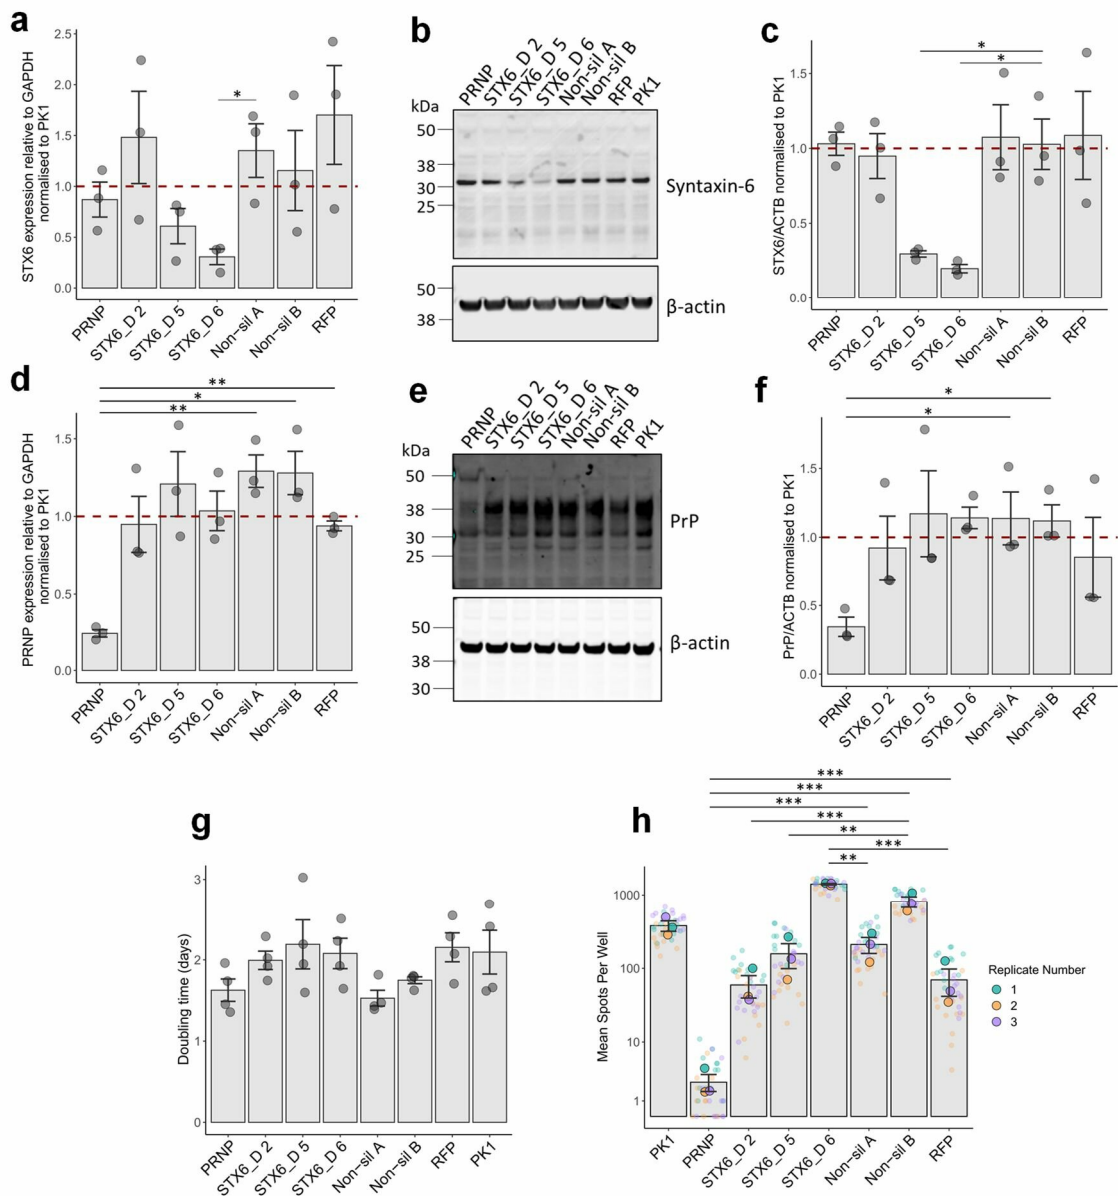 a
STX6 expression relative to GAPDH
normalised to PK1
2.5
2.0
1.5
1.0
0.5
0.0
*
PRNP
STX6_D 2
STX6_D 5
STX6_D 6
Non−sil A
Non−sil B
RFP
b
PRNP
STX6_D 2
STX6_D 5
STX6_D 6
Non-sil A
Non-sil B
RFP
PK1
kDa
50
38
30
25
Syntaxin-6
50
38
β-actin
c
STX6/ACTB normalised to PK1
1.5
1.0
0.5
0.0
*
*
PRNP
STX6_D 2
STX6_D 5
STX6_D 6
Non−sil A
Non−sil B
RFP
d
PRNP expression relative to GAPDH
normalised to PK1
1.5
1.0
0.5
0.0
**
*
**
PRNP
STX6_D 2
STX6_D 5
STX6_D 6
Non−sil A
Non−sil B
RFP
e
PRNP
STX6_D 2
STX6_D 5
STX6_D 6
Non-sil A
Non-sil B
RFP
PK1
kDa
50
38
30
25
PrP
50
38
30
β-actin
f
PrP/ACTB normalised to PK1
1.5
1.0
0.5
0.0
*
*
PRNP
STX6_D 2
STX6_D 5
STX6_D 6
Non−sil A
Non−sil B
RFP
g
Doubling time (days)
3
2
1
0
PRNP
STX6_D 2
STX6_D 5
STX6_D 6
Non−sil A
Non−sil B
RFP
PK1
h
Mean Spots Per Well
1000
100
10
1
***
***
***
***
**
***
**
PK1
PRNP
STX6_D 2
STX6_D 5
STX6_D 6
Non−sil A
Non−sil B
RFP
Replicate Number
1
2
3